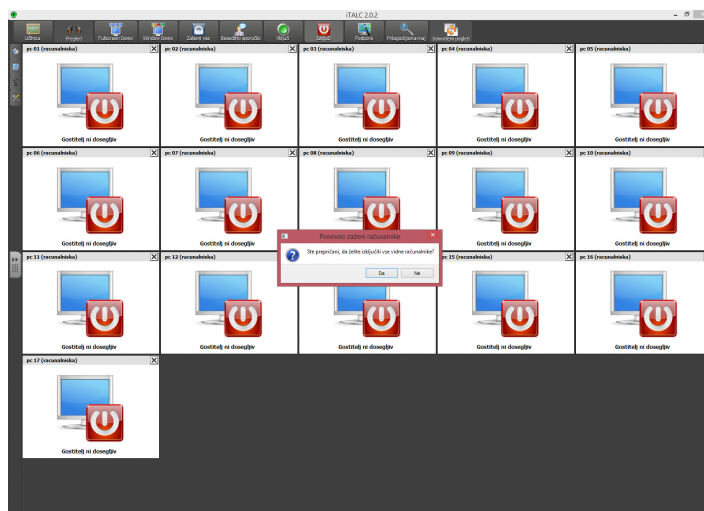 iTALC 2.0.2
Učilnica Pregled Fullscreen Demo Window Demo Zakleni vse Besedilno sporočilo Vključi Izključi Podpora Prilagodi/poravnaj Samodejni pogled
pc 01 (racunalniska) pc 02 (racunalniska) pc 03 (racunalniska) pc 04 (racunalniska) pc 05 (racunalniska)
Gostitelj ni dosegljiv Gostitelj ni dosegljiv Gostitelj ni dosegljiv Gostitelj ni dosegljiv Gostitelj ni dosegljiv
pc 06 (racunalniska) pc 07 (racunalniska) pc 08 (racunalniska) pc 09 (racunalniska) pc 10 (racunalniska)
Gostitelj ni dosegljiv Gostitelj ni dosegljiv Gostitelj ni dosegljiv Gostitelj ni dosegljiv
Ponovno zaženi računalnike
Ste prepričani, da želite izključiti vse vidne računalnike?
Da Ne
pc 11 (racunalniska) pc 12 (racunalniska) pc 15 (racunalniska) pc 16 (racunalniska)
Gostitelj ni dosegljiv Gostitelj ni dosegljiv Gostitelj ni dosegljiv Gostitelj ni dosegljiv Gostitelj ni dosegljiv
pc 17 (racunalniska)
Gostitelj ni dosegljiv